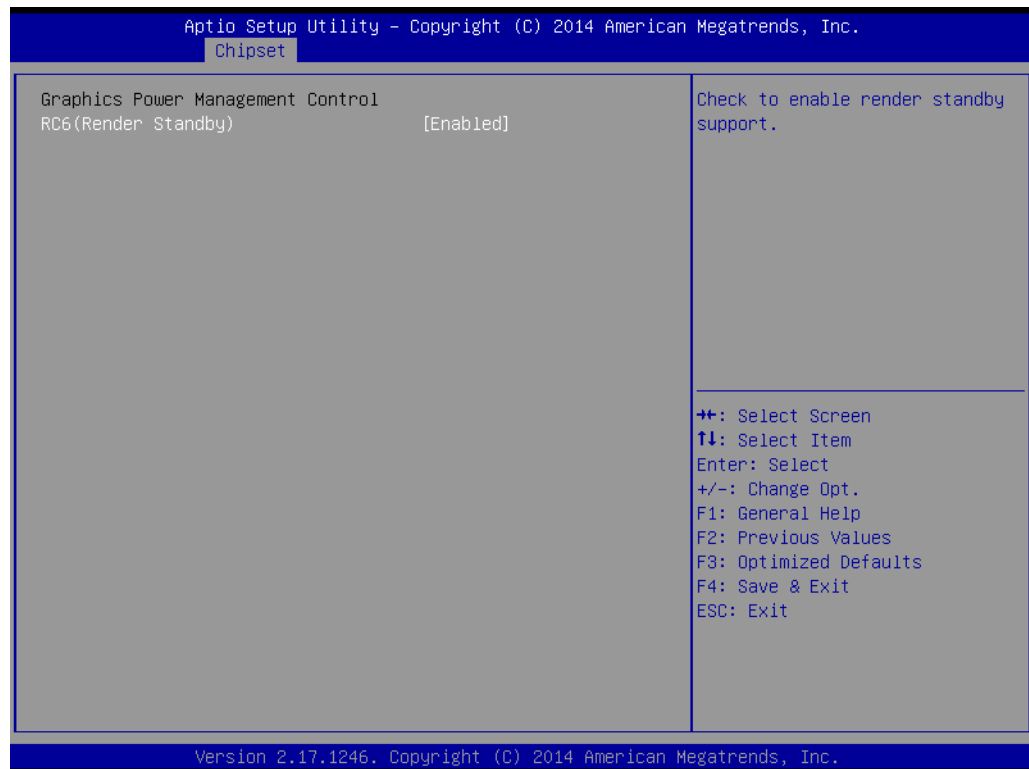 Aptio Setup Utility – Copyright (C) 2014 American Megatrends, Inc.
Chipset
Graphics Power Management Control
RC6(Render Standby) [Enabled]
Check to enable render standby
support.
→←: Select Screen
↑↓: Select Item
Enter: Select
+/-: Change Opt.
F1: General Help
F2: Previous Values
F3: Optimized Defaults
F4: Save & Exit
ESC: Exit
Version 2.17.1246. Copyright (C) 2014 American Megatrends, Inc.